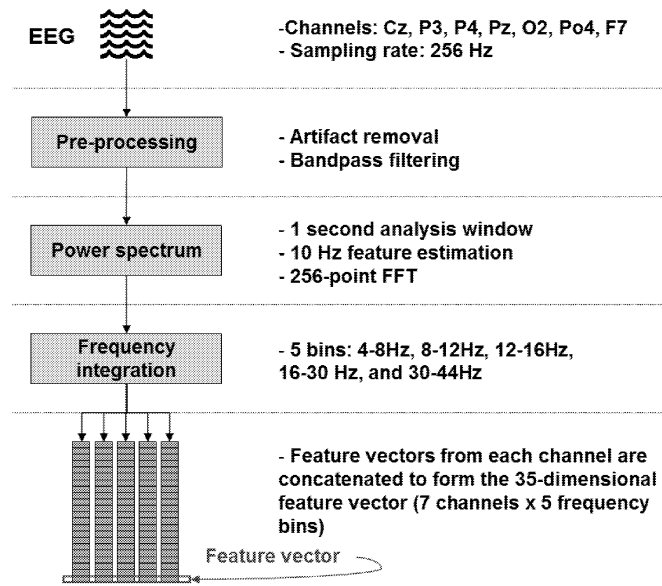 EEG
-Channels: Cz, P3, P4, Pz, O2, Po4, F7
- Sampling rate: 256 Hz
Pre-processing
- Artifact removal
- Bandpass filtering
Power spectrum
- 1 second analysis window
- 10 Hz feature estimation
- 256-point FFT
Frequency
integration
- 5 bins: 4-8Hz, 8-12Hz, 12-16Hz,
16-30 Hz, and 30-44Hz
- Feature vectors from each channel are
concatenated to form the 35-dimensional
feature vector (7 channels x 5 frequency
bins)
Feature vector